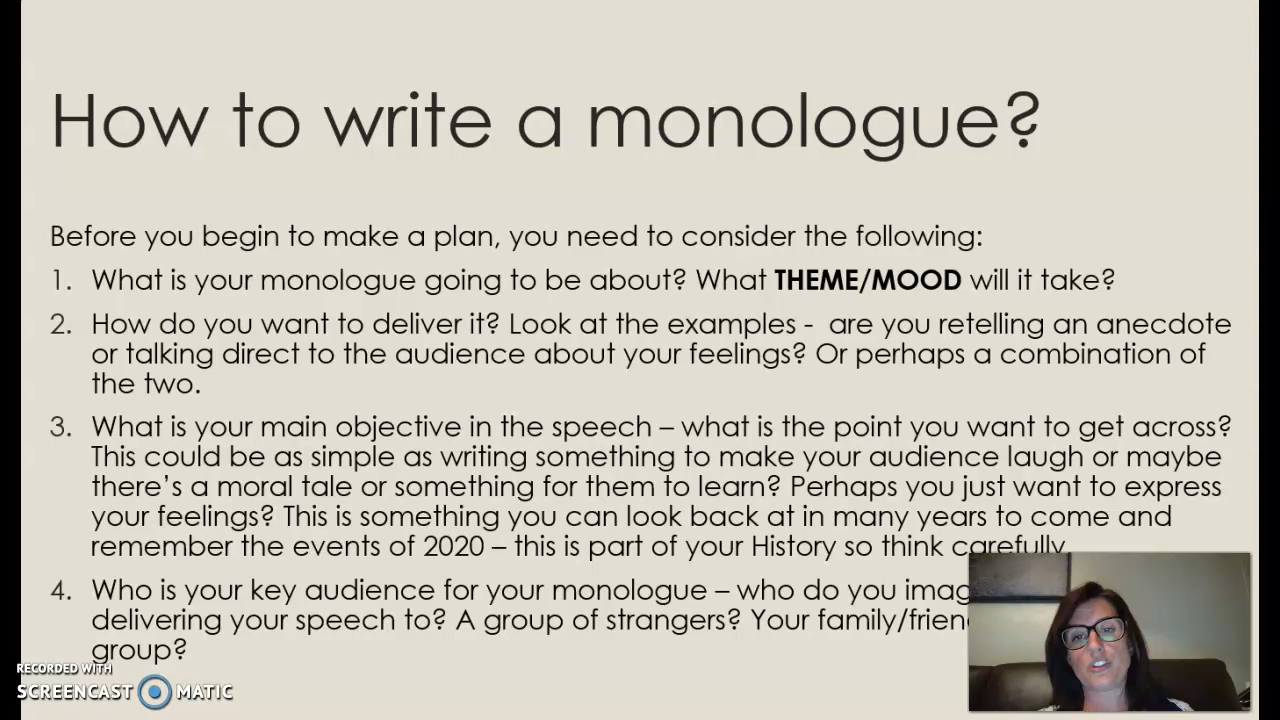 How to write a monologue?
Before you begin to make a plan, you need to consider the following:
1. What is your monologue going to be about? What THEME/MOOD will it take?
2. How do you want to deliver it? Look at the examples - are you retelling an anecdote
or talking direct to the audience about your feelings? Or perhaps a combination of
the two.
3. What is your main objective in the speech – what is the point you want to get across?
This could be as simple as writing something to make your audience laugh or maybe
there's a moral tale or something for them to learn? Perhaps you just want to express
your feelings? This is something you can look back at in many years to come and
remember the events of 2020 – this is part of your History so think carefully
4. Who is your key audience for your monologue – who do you imag
delivering your speech to? A group of strangers? Your family/frien
group?
RECORDED WITH
SCREENCAST MATIC